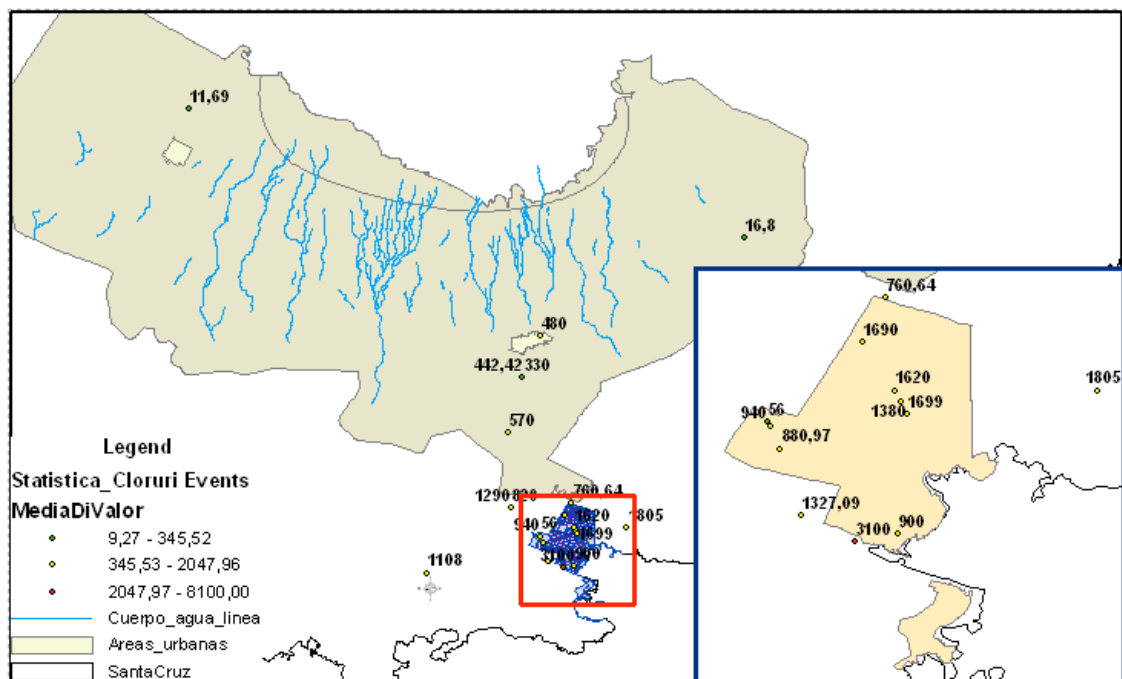 11,69
16,8
480
442,42 330
570
1290 820
760,64
1620
1805
940 56
1699
3100
900
1108
Legend
Statistica_Cloruri Events
MediaDiValor
9,27 - 345,52
345,53 - 2047,96
2047,97 - 8100,00
Cuerpo_agua_linea
Areas_urbanas
SantaCruz
760,64
1690
1620
1805
1699
1380
940 56
880,97
1327,09
3100
900